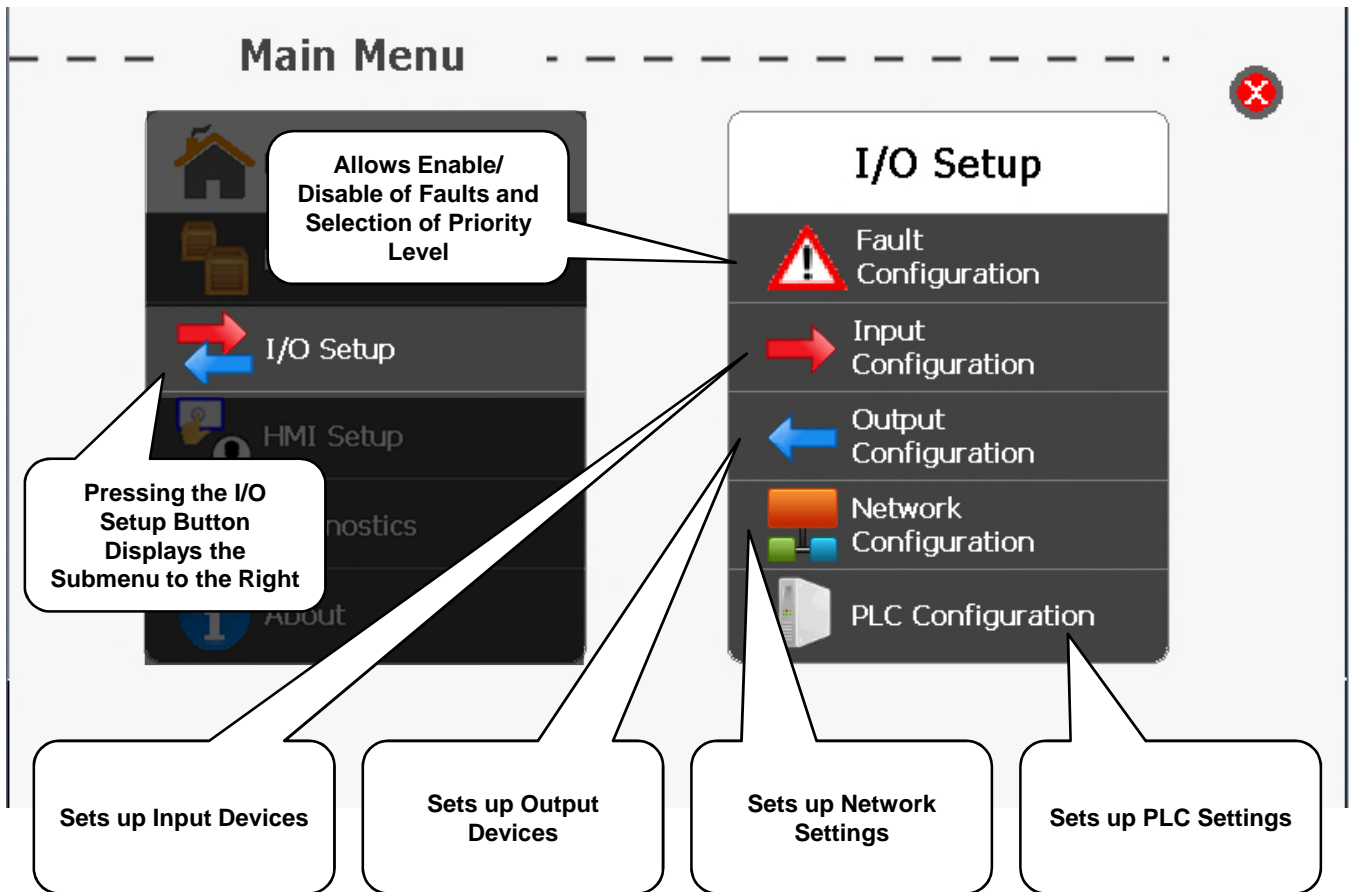 Main Menu
Allows Enable/
Disable of Faults and
Selection of Priority
Level
I/O Setup
HMI Setup
Pressing the I/O
Setup Button
Displays the
Submenu to the Right
About
I/O Setup
Fault
Configuration
Input
Configuration
Output
Configuration
Network
Configuration
PLC Configuration
Sets up Input Devices
Sets up Output
Devices
Sets up Network
Settings
Sets up PLC Settings